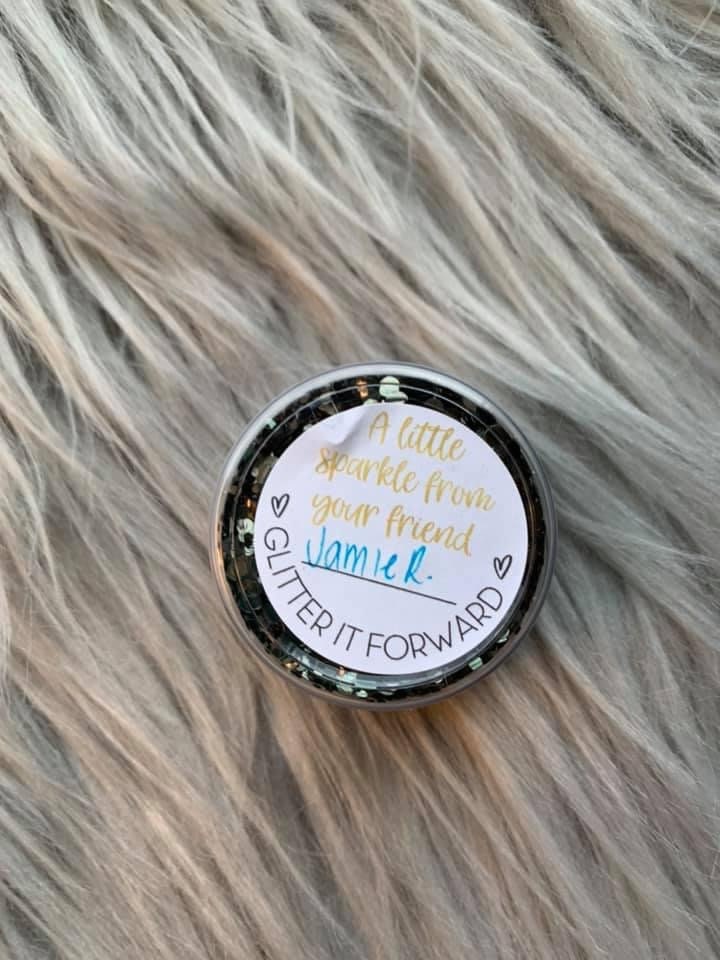 A little
sparkle from
your friend
Jamie R.
GLITTER IT FORWARD